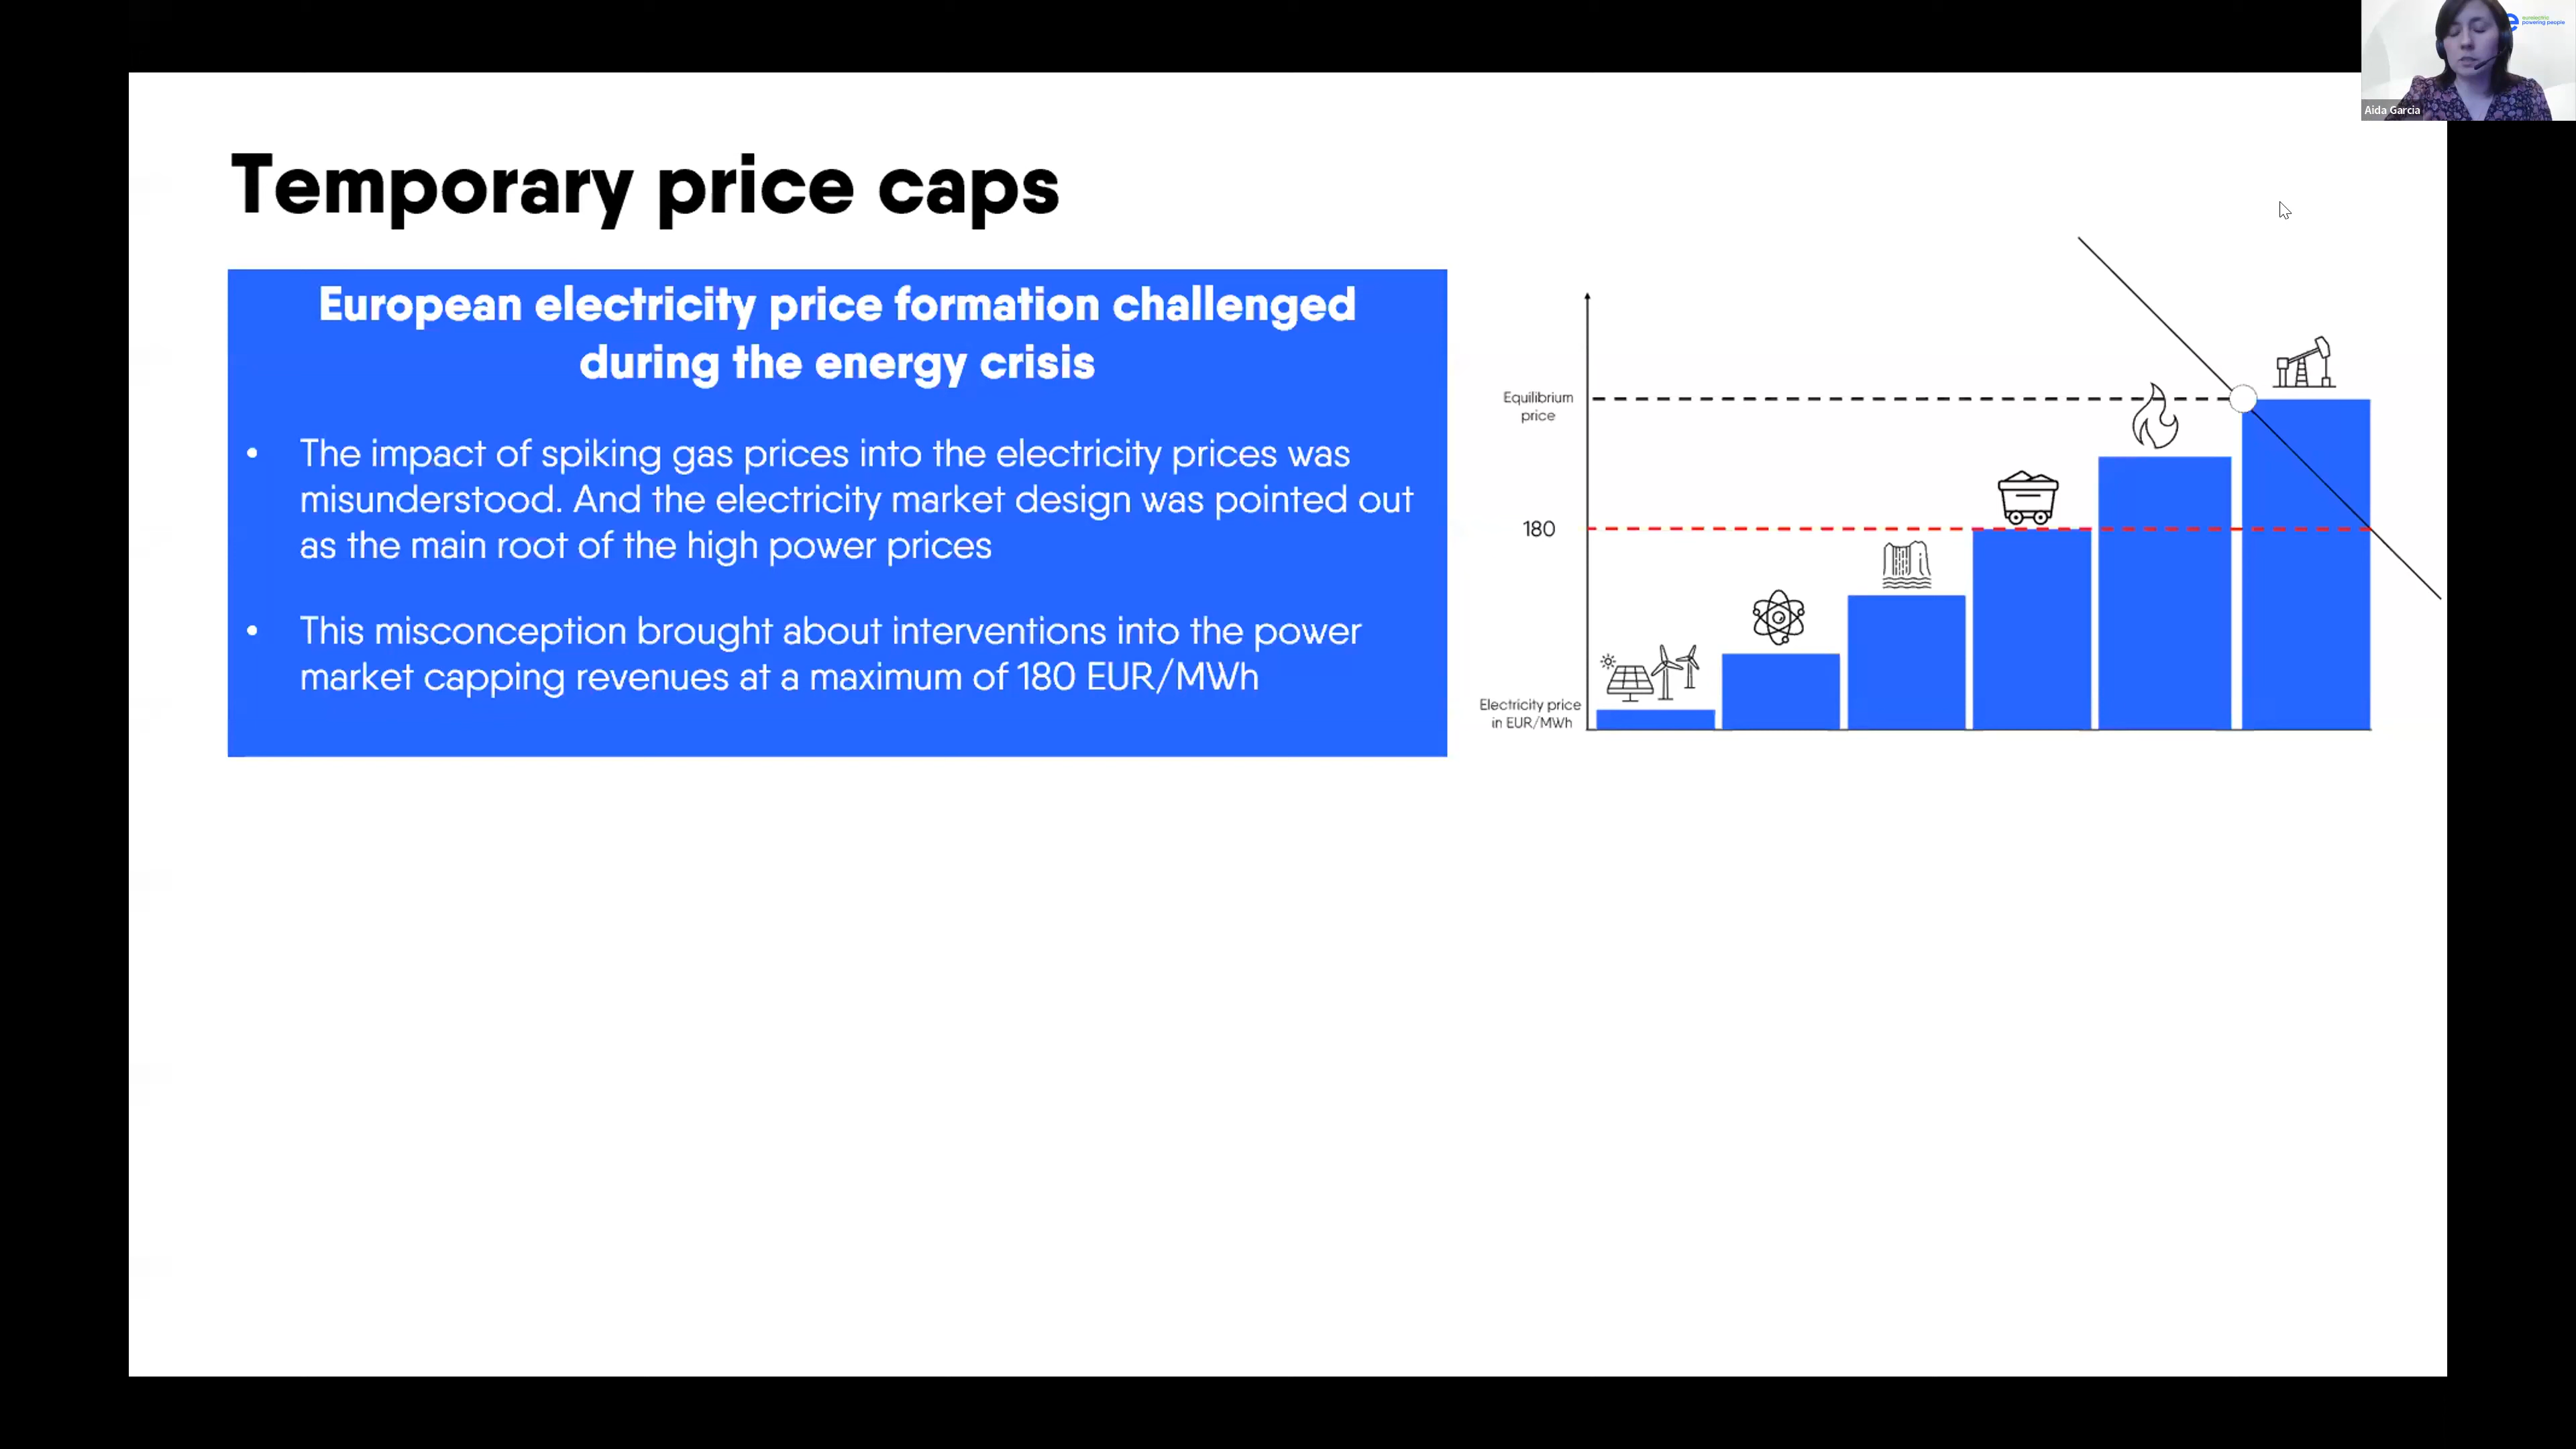 eurelectric
powering people
Aida Garcia
Temporary price caps
European electricity price formation challenged
during the energy crisis
• The impact of spiking gas prices into the electricity prices was
misunderstood. And the electricity market design was pointed out
as the main root of the high power prices
• This misconception brought about interventions into the power
market capping revenues at a maximum of 180 EUR/MWh
Equilibrium
price
180
Electricity price
in EUR/MWh